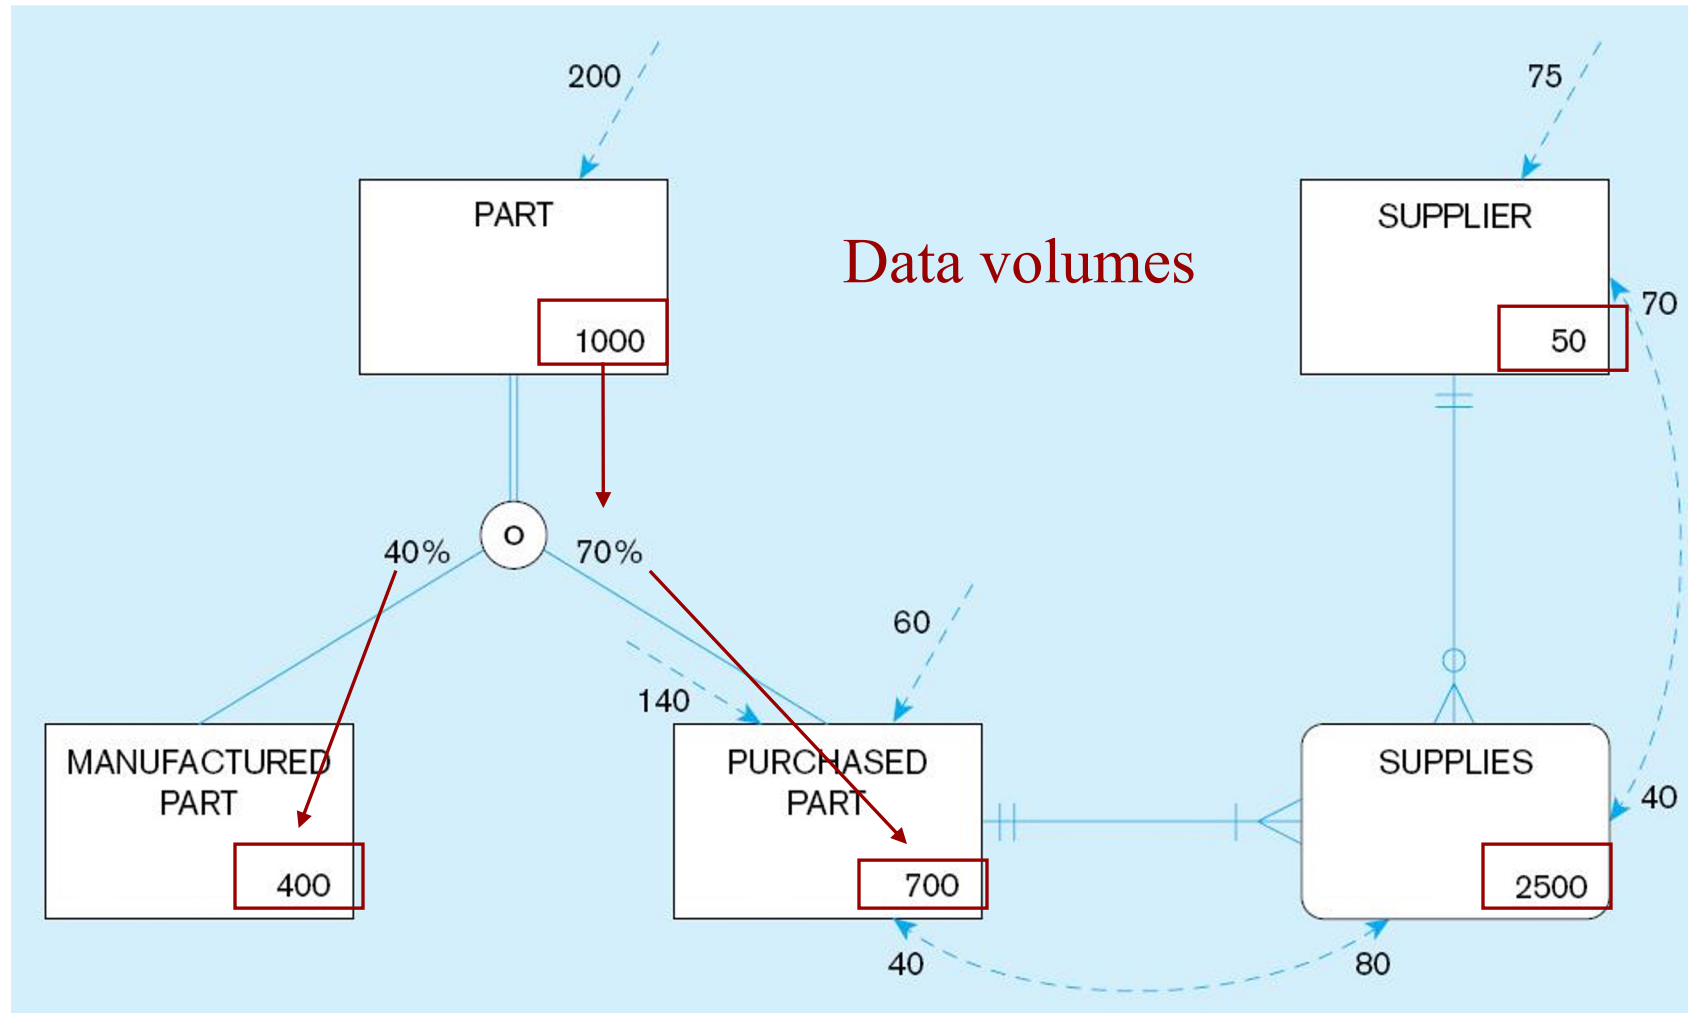 200
75
PART
SUPPLIER
Data volumes
1000
50
70
O
40%
70%
60
140
MANUFACTURED
PART
400
PURCHASED
PART
700
SUPPLIES
2500
40
40
80